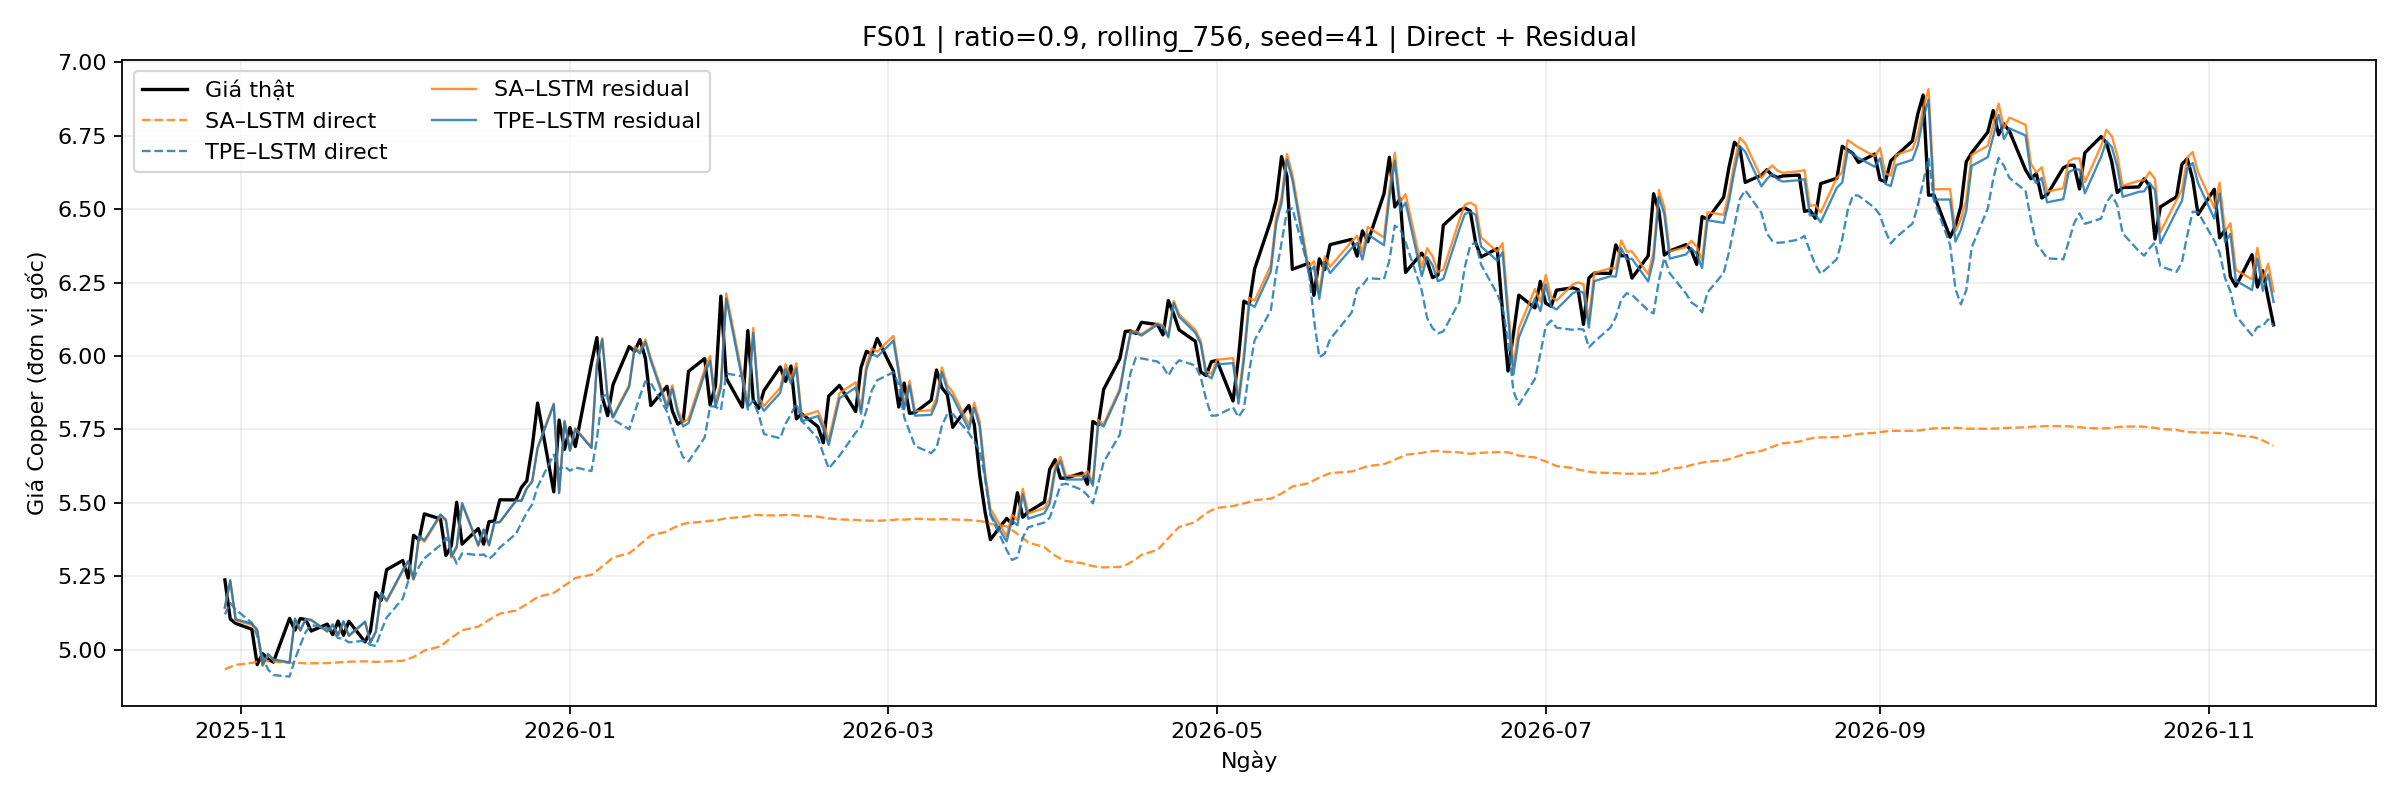 FS01 | ratio=0.9, rolling_756, seed=41 | Direct + Residual
Giá thật
SA–LSTM direct
TPE–LSTM direct
SA–LSTM residual
TPE–LSTM residual
Giá Copper (đơn vị gốc)
7.00
6.75
6.50
6.25
6.00
5.75
5.50
5.25
5.00
2025-11
2026-01
2026-03
2026-05
2026-07
2026-09
2026-11
Ngày